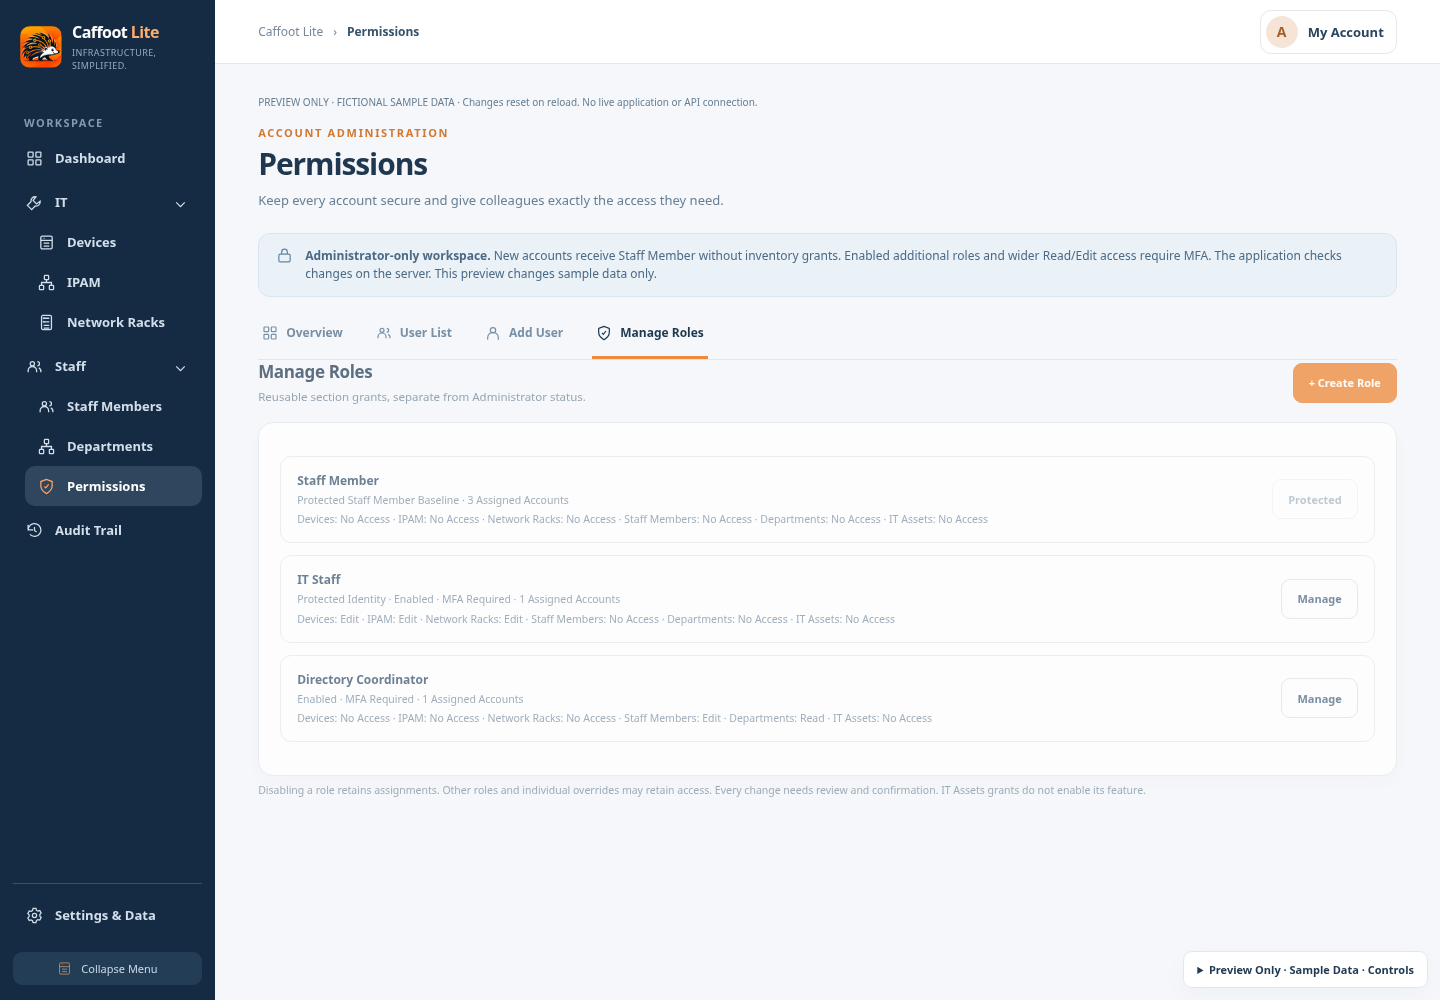 Caffoot Lite
INFRASTRUCTURE,
SIMPLIFIED.
WORKSPACE
Dashboard
IT
Devices
IPAM
Network Racks
Staff
Staff Members
Departments
Permissions
Audit Trail
Settings & Data
Collapse Menu
Caffoot Lite › Permissions
A My Account
PREVIEW ONLY · FICTIONAL SAMPLE DATA · Changes reset on reload. No live application or API connection.
ACCOUNT ADMINISTRATION
Permissions
Keep every account secure and give colleagues exactly the access they need.
Administrator-only workspace. New accounts receive Staff Member without inventory grants. Enabled additional roles and wider Read/Edit access require MFA. The application checks
changes on the server. This preview changes sample data only.
Overview User List Add User Manage Roles
Manage Roles
Reusable section grants, separate from Administrator status.
+ Create Role
Staff Member
Protected Staff Member Baseline · 3 Assigned Accounts
Devices: No Access · IPAM: No Access · Network Racks: No Access · Staff Members: No Access · Departments: No Access · IT Assets: No Access
Protected
IT Staff
Protected Identity · Enabled · MFA Required · 1 Assigned Accounts
Devices: Edit · IPAM: Edit · Network Racks: Edit · Staff Members: No Access · Departments: No Access · IT Assets: No Access
Manage
Directory Coordinator
Enabled · MFA Required · 1 Assigned Accounts
Devices: No Access · IPAM: No Access · Network Racks: No Access · Staff Members: Edit · Departments: Read · IT Assets: No Access
Manage
Disabling a role retains assignments. Other roles and individual overrides may retain access. Every change needs review and confirmation. IT Assets grants do not enable its feature.
Preview Only · Sample Data · Controls